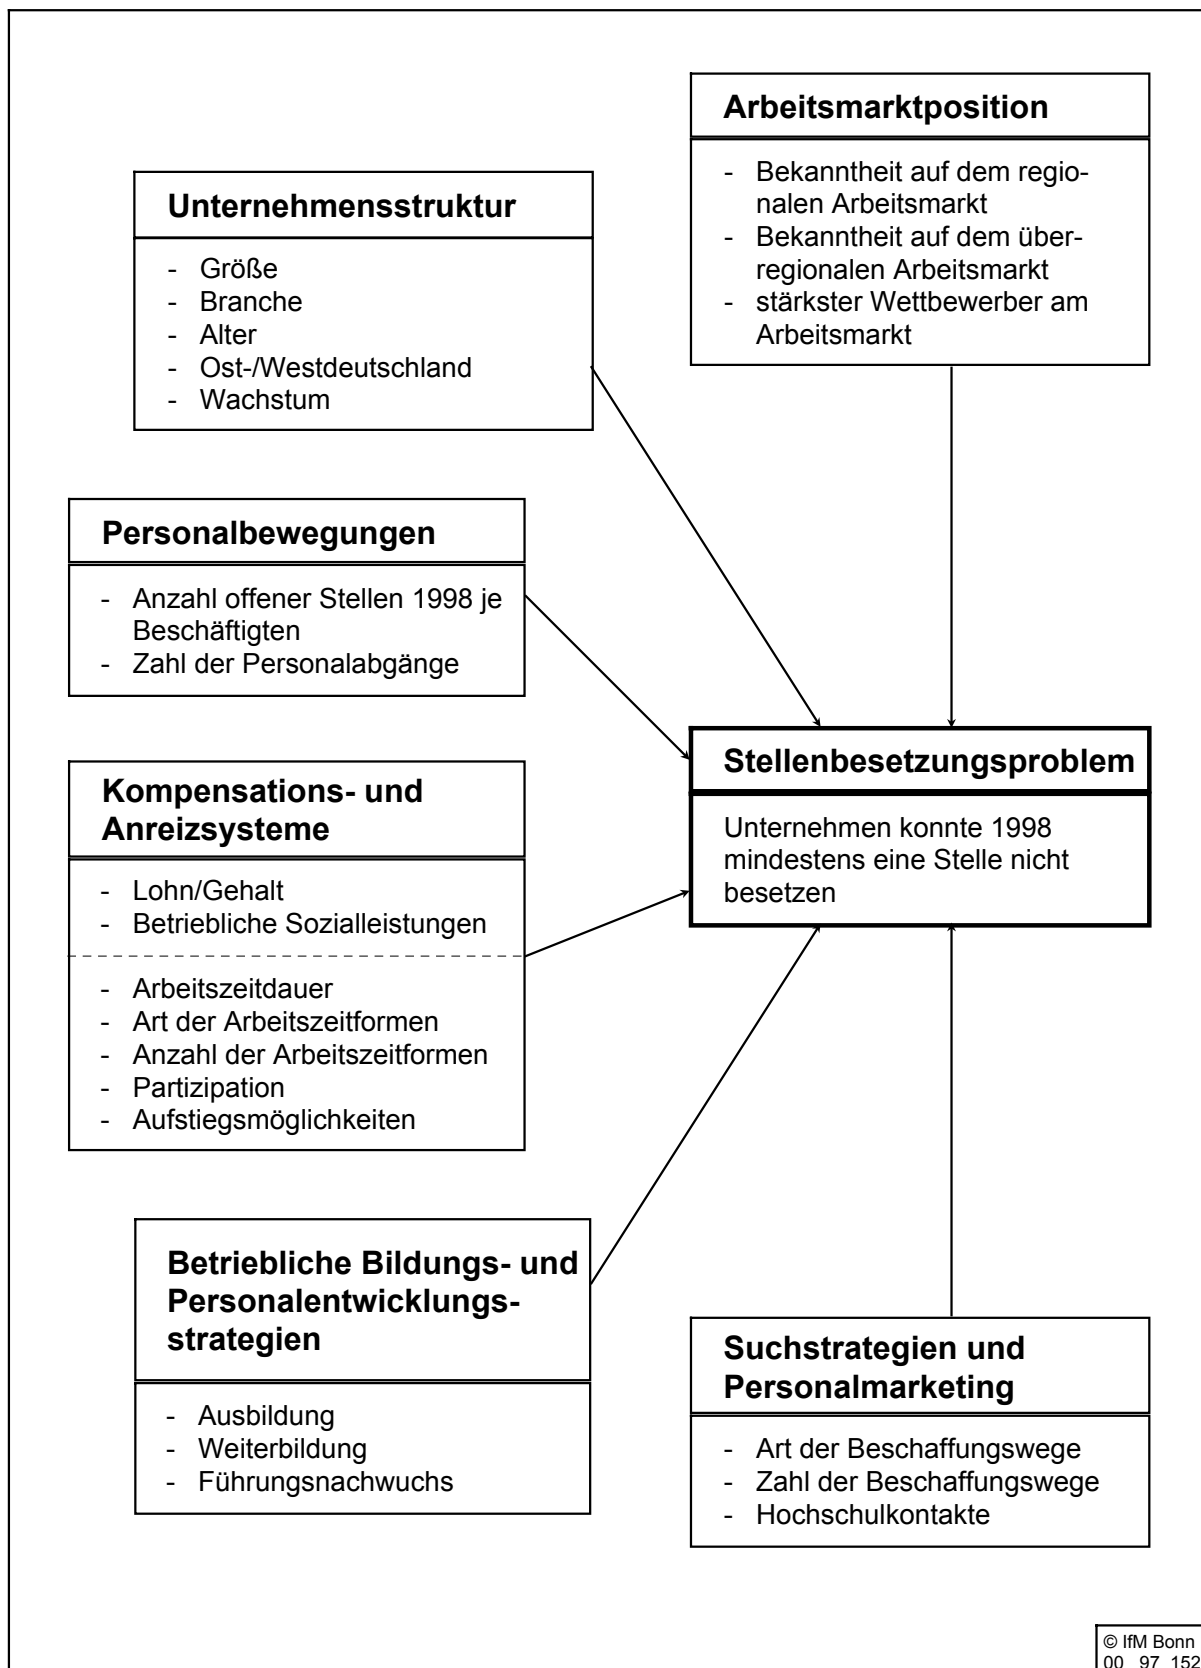 Arbeitsmarktposition
- Bekanntheit auf dem regio-
nalen Arbeitsmarkt
- Bekanntheit auf dem über-
regionalen Arbeitsmarkt
- stärkster Wettbewerber am
Arbeitsmarkt
Unternehmensstruktur
- Größe
- Branche
- Alter
- Ost-/Westdeutschland
- Wachstum
Personalbewegungen
- Anzahl offener Stellen 1998 je
Beschäftigten
- Zahl der Personalabgänge
Stellenbesetzungsproblem
Unternehmen konnte 1998
mindestens eine Stelle nicht
besetzen
Kompensations- und
Anreizsysteme
- Lohn/Gehalt
- Betriebliche Sozialleistungen
- Arbeitszeitdauer
- Art der Arbeitszeitformen
- Anzahl der Arbeitszeitformen
- Partizipation
- Aufstiegsmöglichkeiten
Betriebliche Bildungs- und
Personalentwicklungs-
strategien
- Ausbildung
- Weiterbildung
- Führungsnachwuchs
Suchstrategien und
Personalmarketing
- Art der Beschaffungswege
- Zahl der Beschaffungswege
- Hochschulkontakte
© IfM Bonn
00 97 152